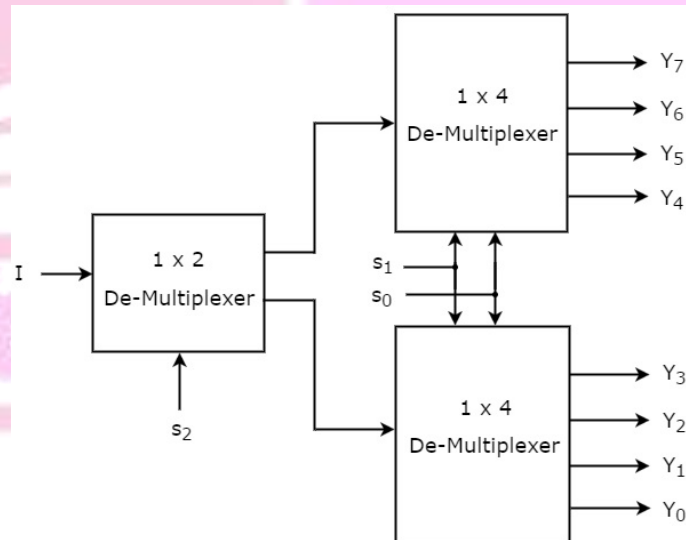 1 x 4
De-Multiplexer
Y₇
Y₆
Y₅
Y₄
I
1 x 2
De-Multiplexer
s₂
s₁
s₀
1 x 4
De-Multiplexer
Y₃
Y₂
Y₁
Y₀